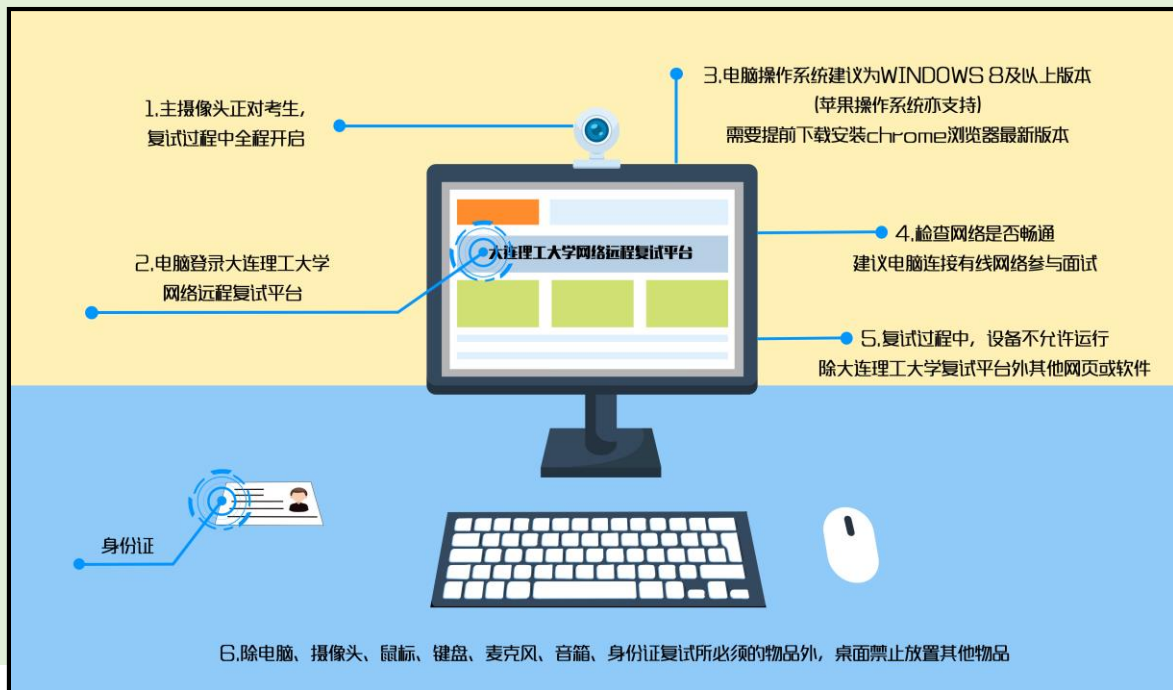 1.主摄像头正对考生，
复试过程中全程开启
2.电脑登录大连理工大学
网络远程复试平台
3.电脑操作系统建议为WINDOWS 8及以上版本
(苹果操作系统亦支持)
需要提前下载安装chrome浏览器最新版本
大连理工大学网络远程复试平台
4.检查网络是否畅通
建议电脑连接有线网络参与面试
5.复试过程中，设备不允许运行
除大连理工大学复试平台外其他网页或软件
身份证
6.除电脑、摄像头、鼠标、键盘、麦克风、音箱、身份证复试所必须的物品外，桌面禁止放置其他物品